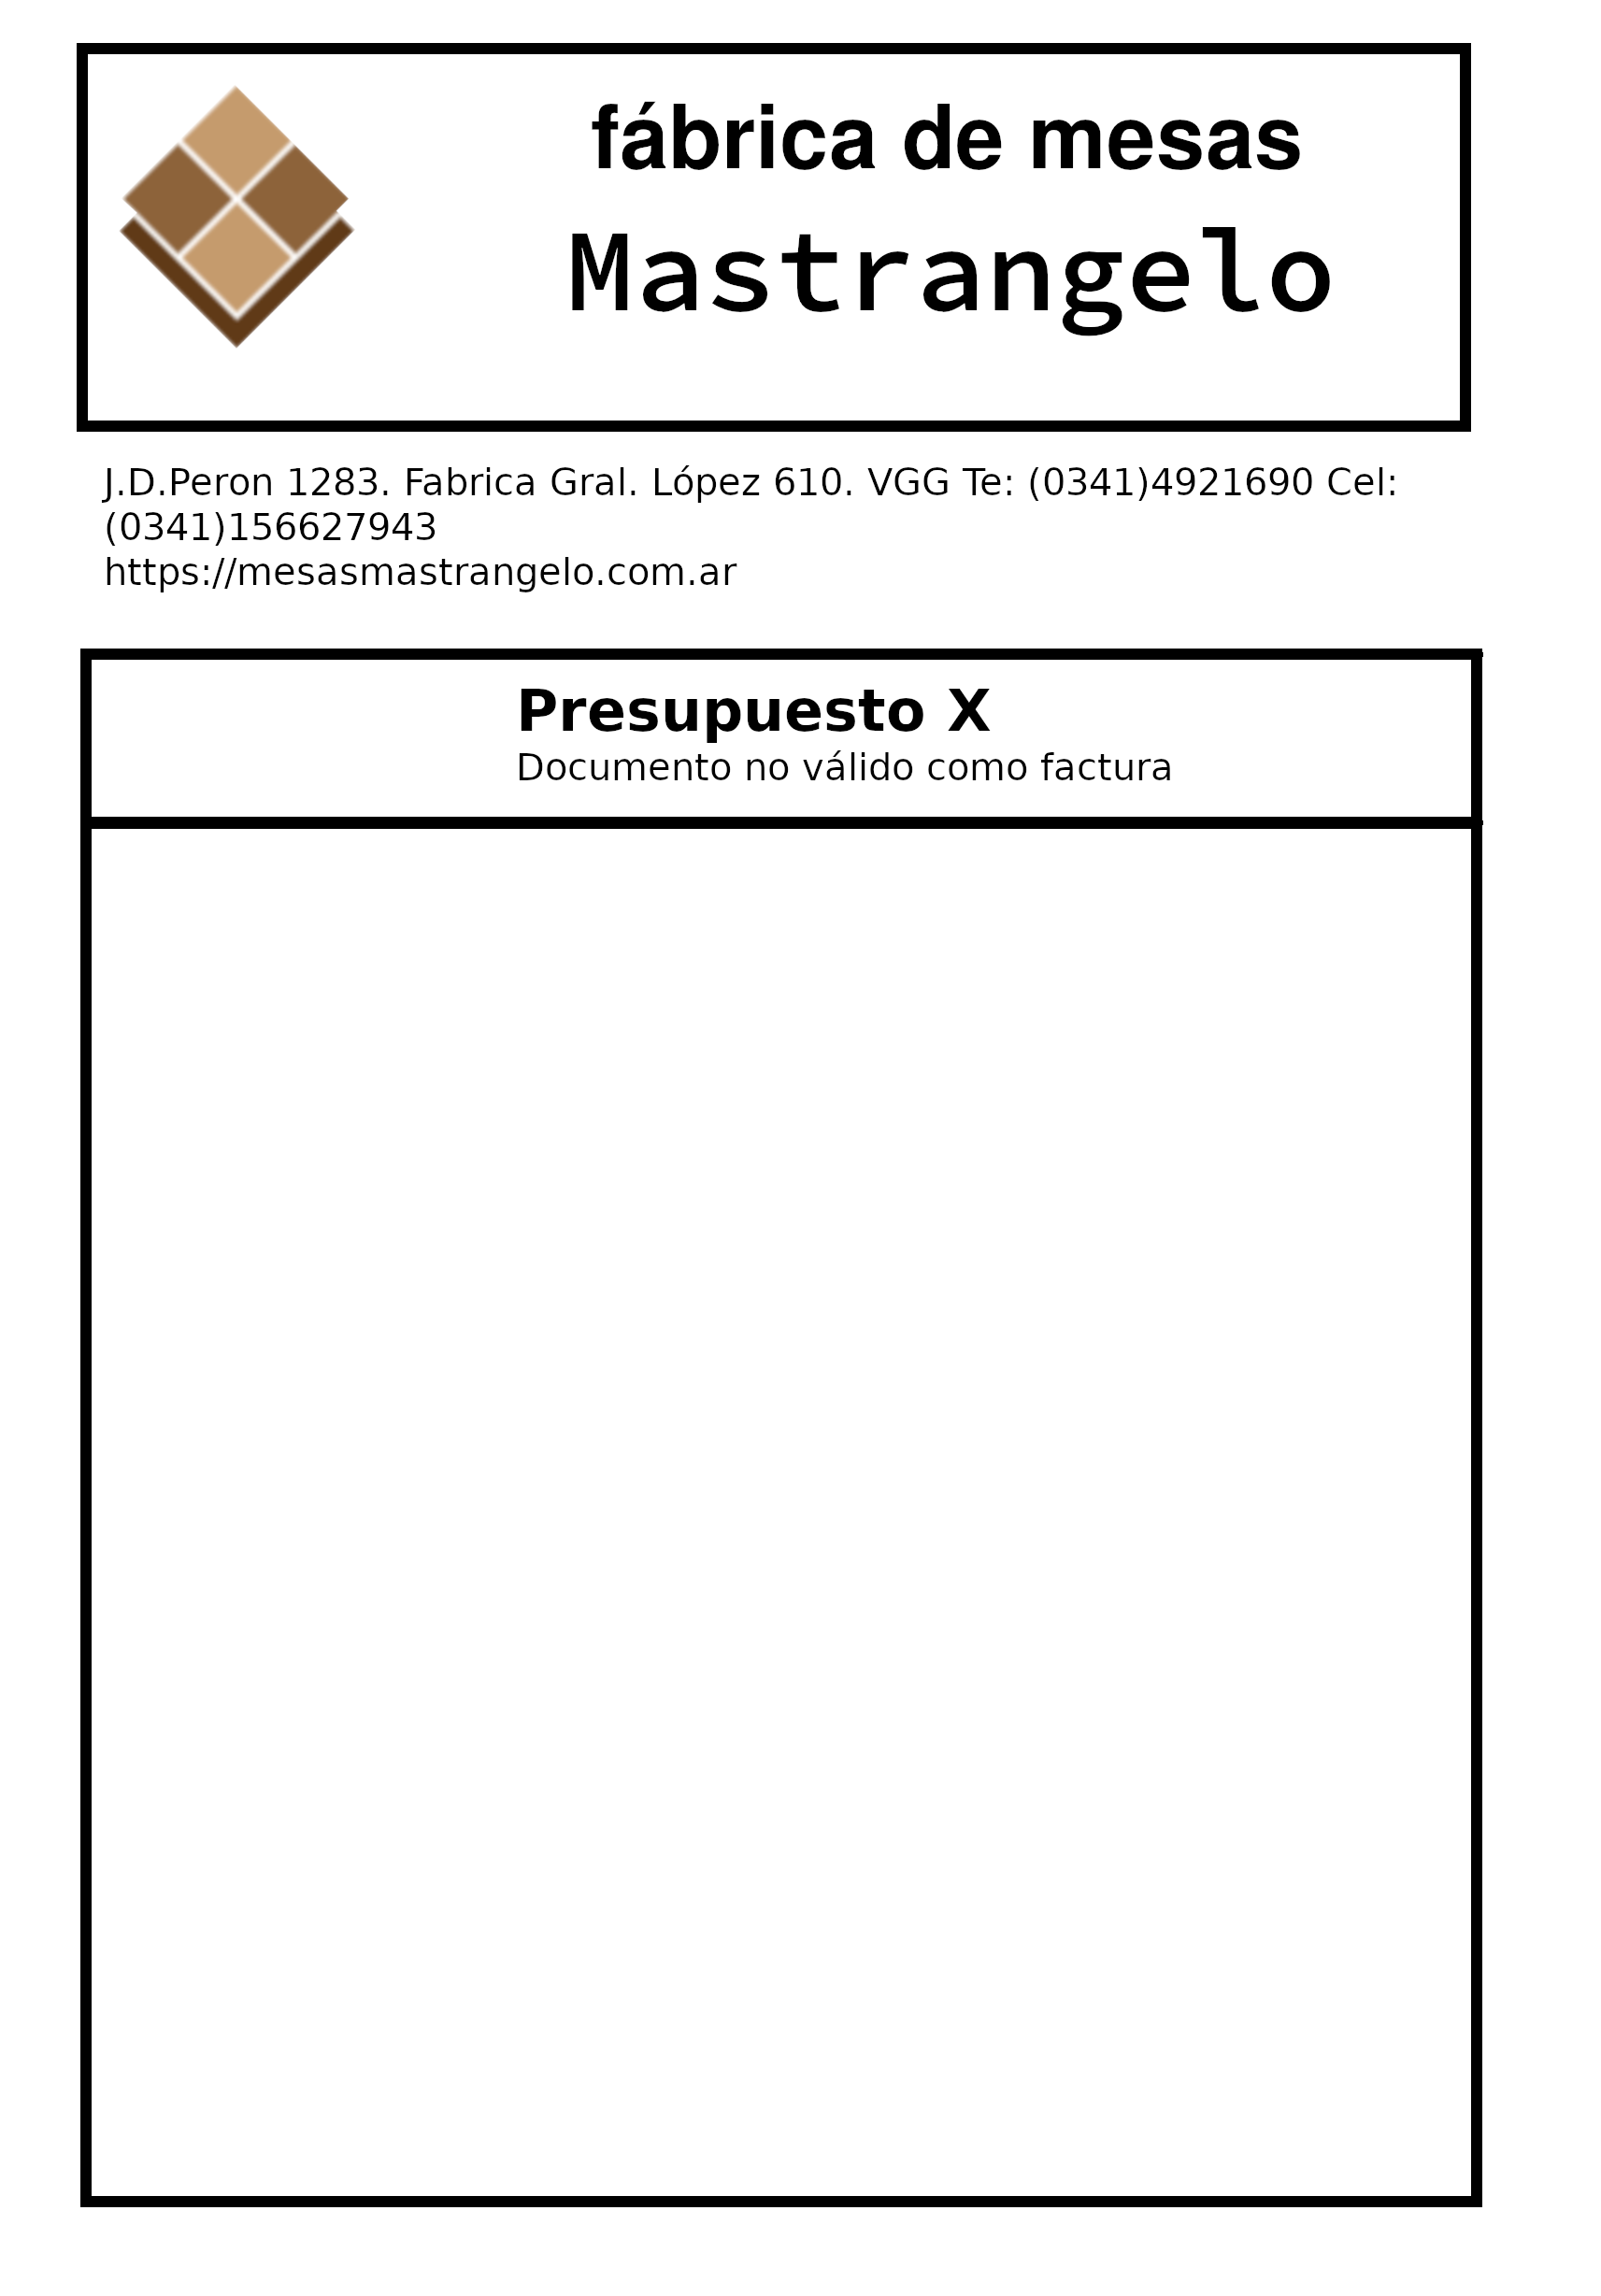 fábrica de mesas
Mastrangelo
J.D.Peron 1283. Fabrica Gral. López 610. VGG Te: (0341)4921690 Cel:
(0341)156627943
https://mesasmastrangelo.com.ar
Presupuesto X
Documento no válido como factura